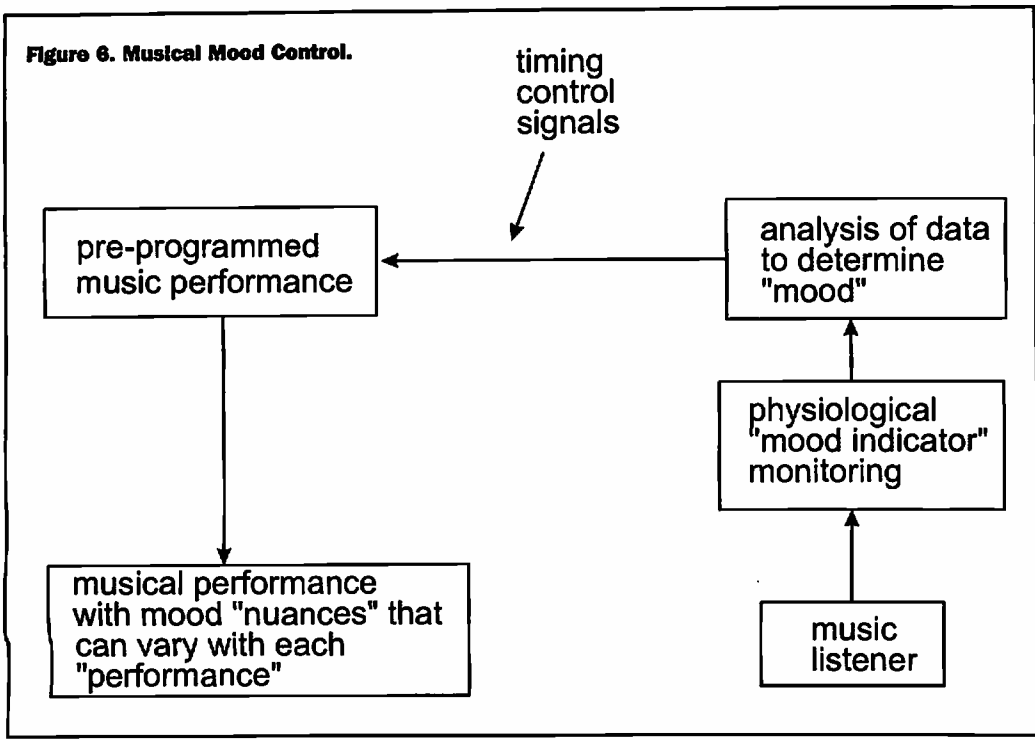 Figure 6. Musical Mood Control.
timing
control
signals
pre-programmed
music performance
analysis of data
to determine
"mood"
physiological
"mood indicator"
monitoring
musical performance
with mood "nuances" that
can vary with each
"performance"
music
listener